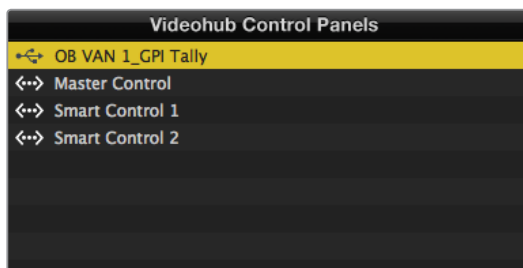 Videohub Control Panels
OB VAN 1_GPI Tally
Master Control
Smart Control 1
Smart Control 2